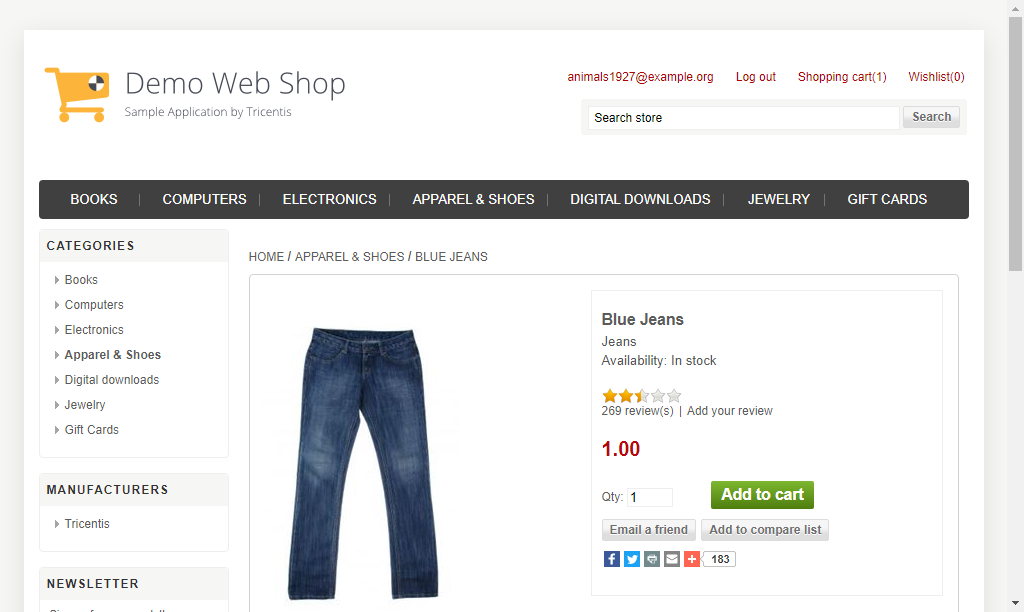 Demo Web Shop
Sample Application by Tricentis
animals1927@example.org Log out Shopping cart(1) Wishlist(0)
Search store Search
BOOKS | COMPUTERS | ELECTRONICS | APPAREL & SHOES | DIGITAL DOWNLOADS | JEWELRY | GIFT CARDS
CATEGORIES
Books
Computers
Electronics
Apparel & Shoes
Digital downloads
Jewelry
Gift Cards
MANUFACTURERS
Tricentis
NEWSLETTER
HOME / APPAREL & SHOES / BLUE JEANS
Blue Jeans
Jeans
Availability: In stock
269 review(s) | Add your review
1.00
Qty: 1 Add to cart
Email a friend Add to compare list
183